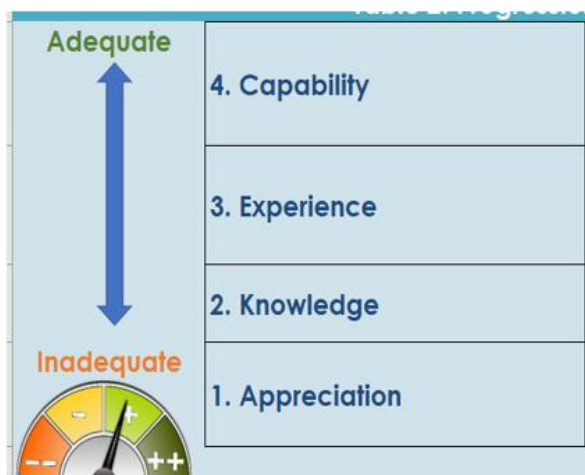 Adequate
4. Capability
3. Experience
2. Knowledge
Inadequate
1. Appreciation
- +
-- ++